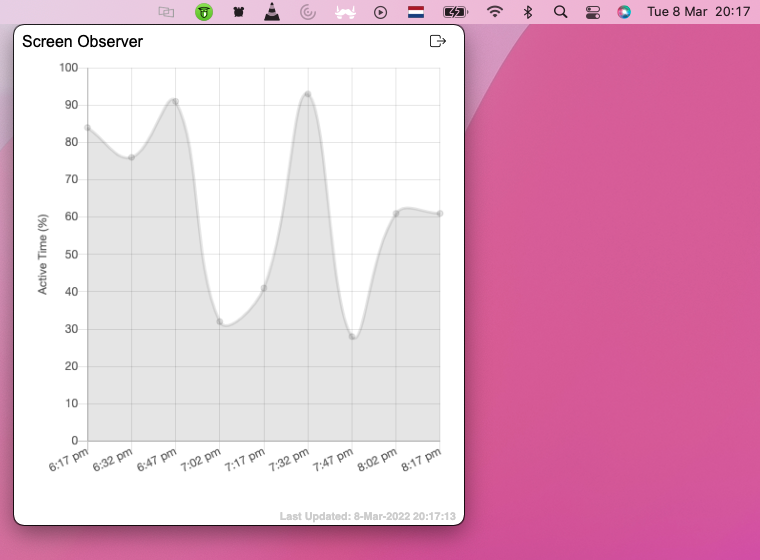 Tue 8 Mar 20:17
Screen Observer
100
90
80
70
60
50
40
30
20
10
0
Active Time (%)
6:17 pm
6:32 pm
6:47 pm
7:02 pm
7:17 pm
7:32 pm
7:47 pm
8:02 pm
8:17 pm
Last Updated: 8-Mar-2022 20:17:13